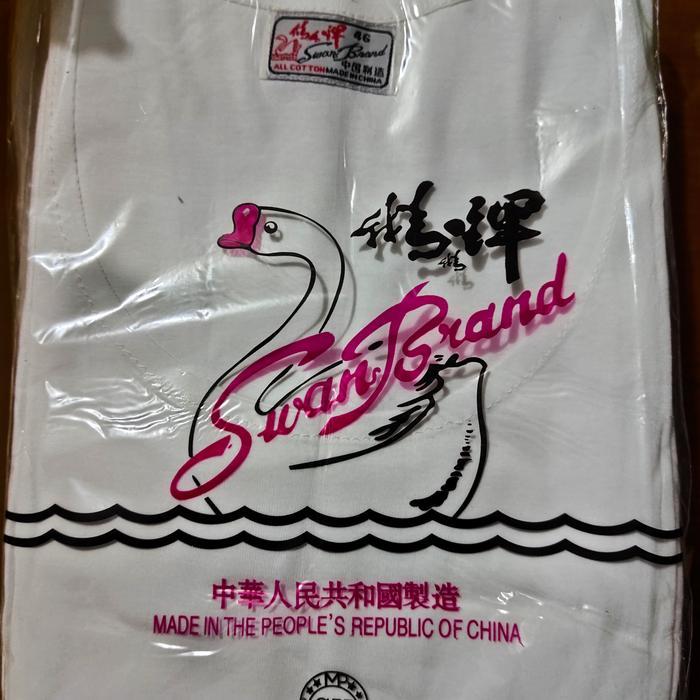 鵝牌 46
Swan Brand
中国制造
ALL COTTON MADE IN CHINA
鵝牌
Swan Brand
中華人民共和國製造
MADE IN THE PEOPLE'S REPUBLIC OF CHINA
MP